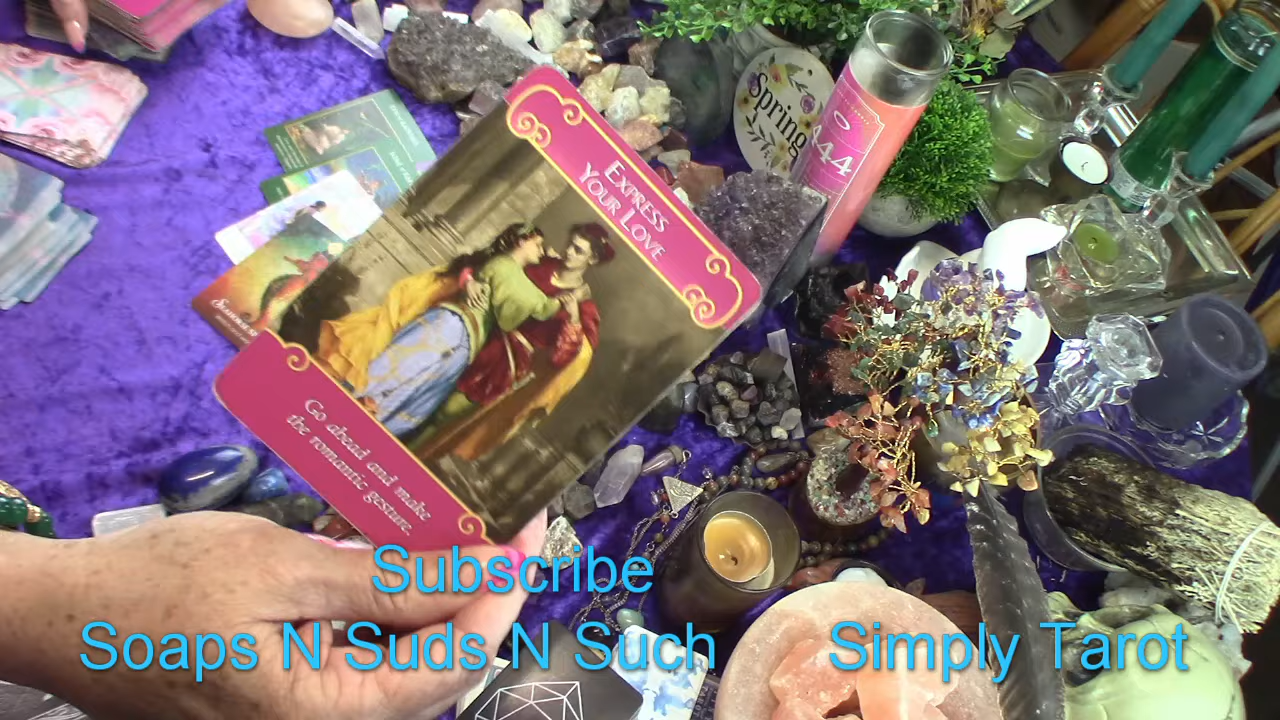 Spring
444
EXPRESS
YOUR LOVE
Go ahead and make
the romantic gesture.
Subscribe
Soaps N Suds N Such
Simply Tarot